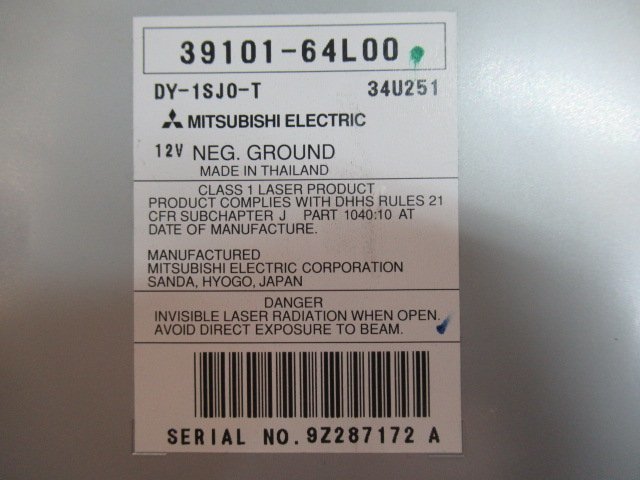 39101-64L00
DY-1SJ0-T 34U251
MITSUBISHI ELECTRIC
12V NEG. GROUND
MADE IN THAILAND
CLASS 1 LASER PRODUCT
PRODUCT COMPLIES WITH DHHS RULES 21
CFR SUBCHAPTER J PART 1040:10 AT
DATE OF MANUFACTURE.
MANUFACTURED
MITSUBISHI ELECTRIC CORPORATION
SANDA, HYOGO, JAPAN
DANGER
INVISIBLE LASER RADIATION WHEN OPEN.
AVOID DIRECT EXPOSURE TO BEAM.
SERIAL NO. 9Z287172 A